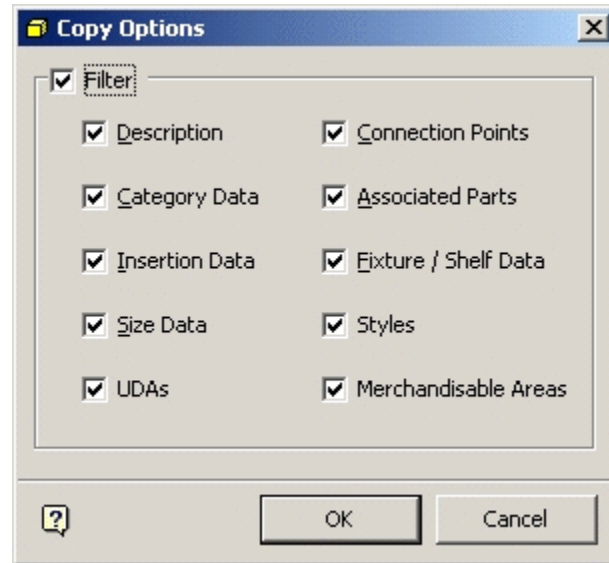 Copy Options
Filter
Description Connection Points
Category Data Associated Parts
Insertion Data Fixture / Shelf Data
Size Data Styles
UDAs Merchandisable Areas
? OK Cancel